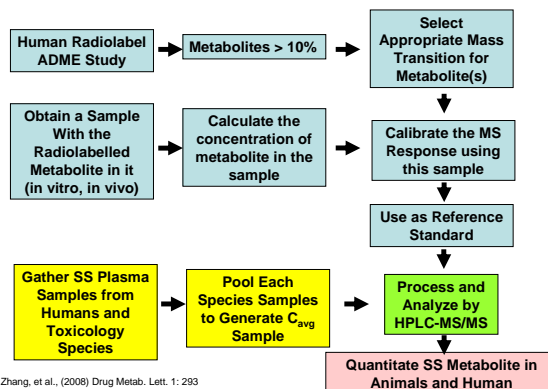 Human Radiolabel
ADME Study
Metabolites > 10%
Select
Appropriate Mass
Transition for
Metabolite(s)
Obtain a Sample
With the
Radiolabelled
Metabolite in it
(in vitro, in vivo)
Calculate the
concentration of
metabolite in the
sample
Calibrate the MS
Response using
this sample
Use as Reference
Standard
Gather SS Plasma
Samples from
Humans and
Toxicology
Species
Pool Each
Species Samples
to Generate Cavg
Sample
Process and
Analyze by
HPLC-MS/MS
Quantitate SS Metabolite in
Animals and Human
Zhang, et al., (2008) Drug Metab. Lett. 1: 293